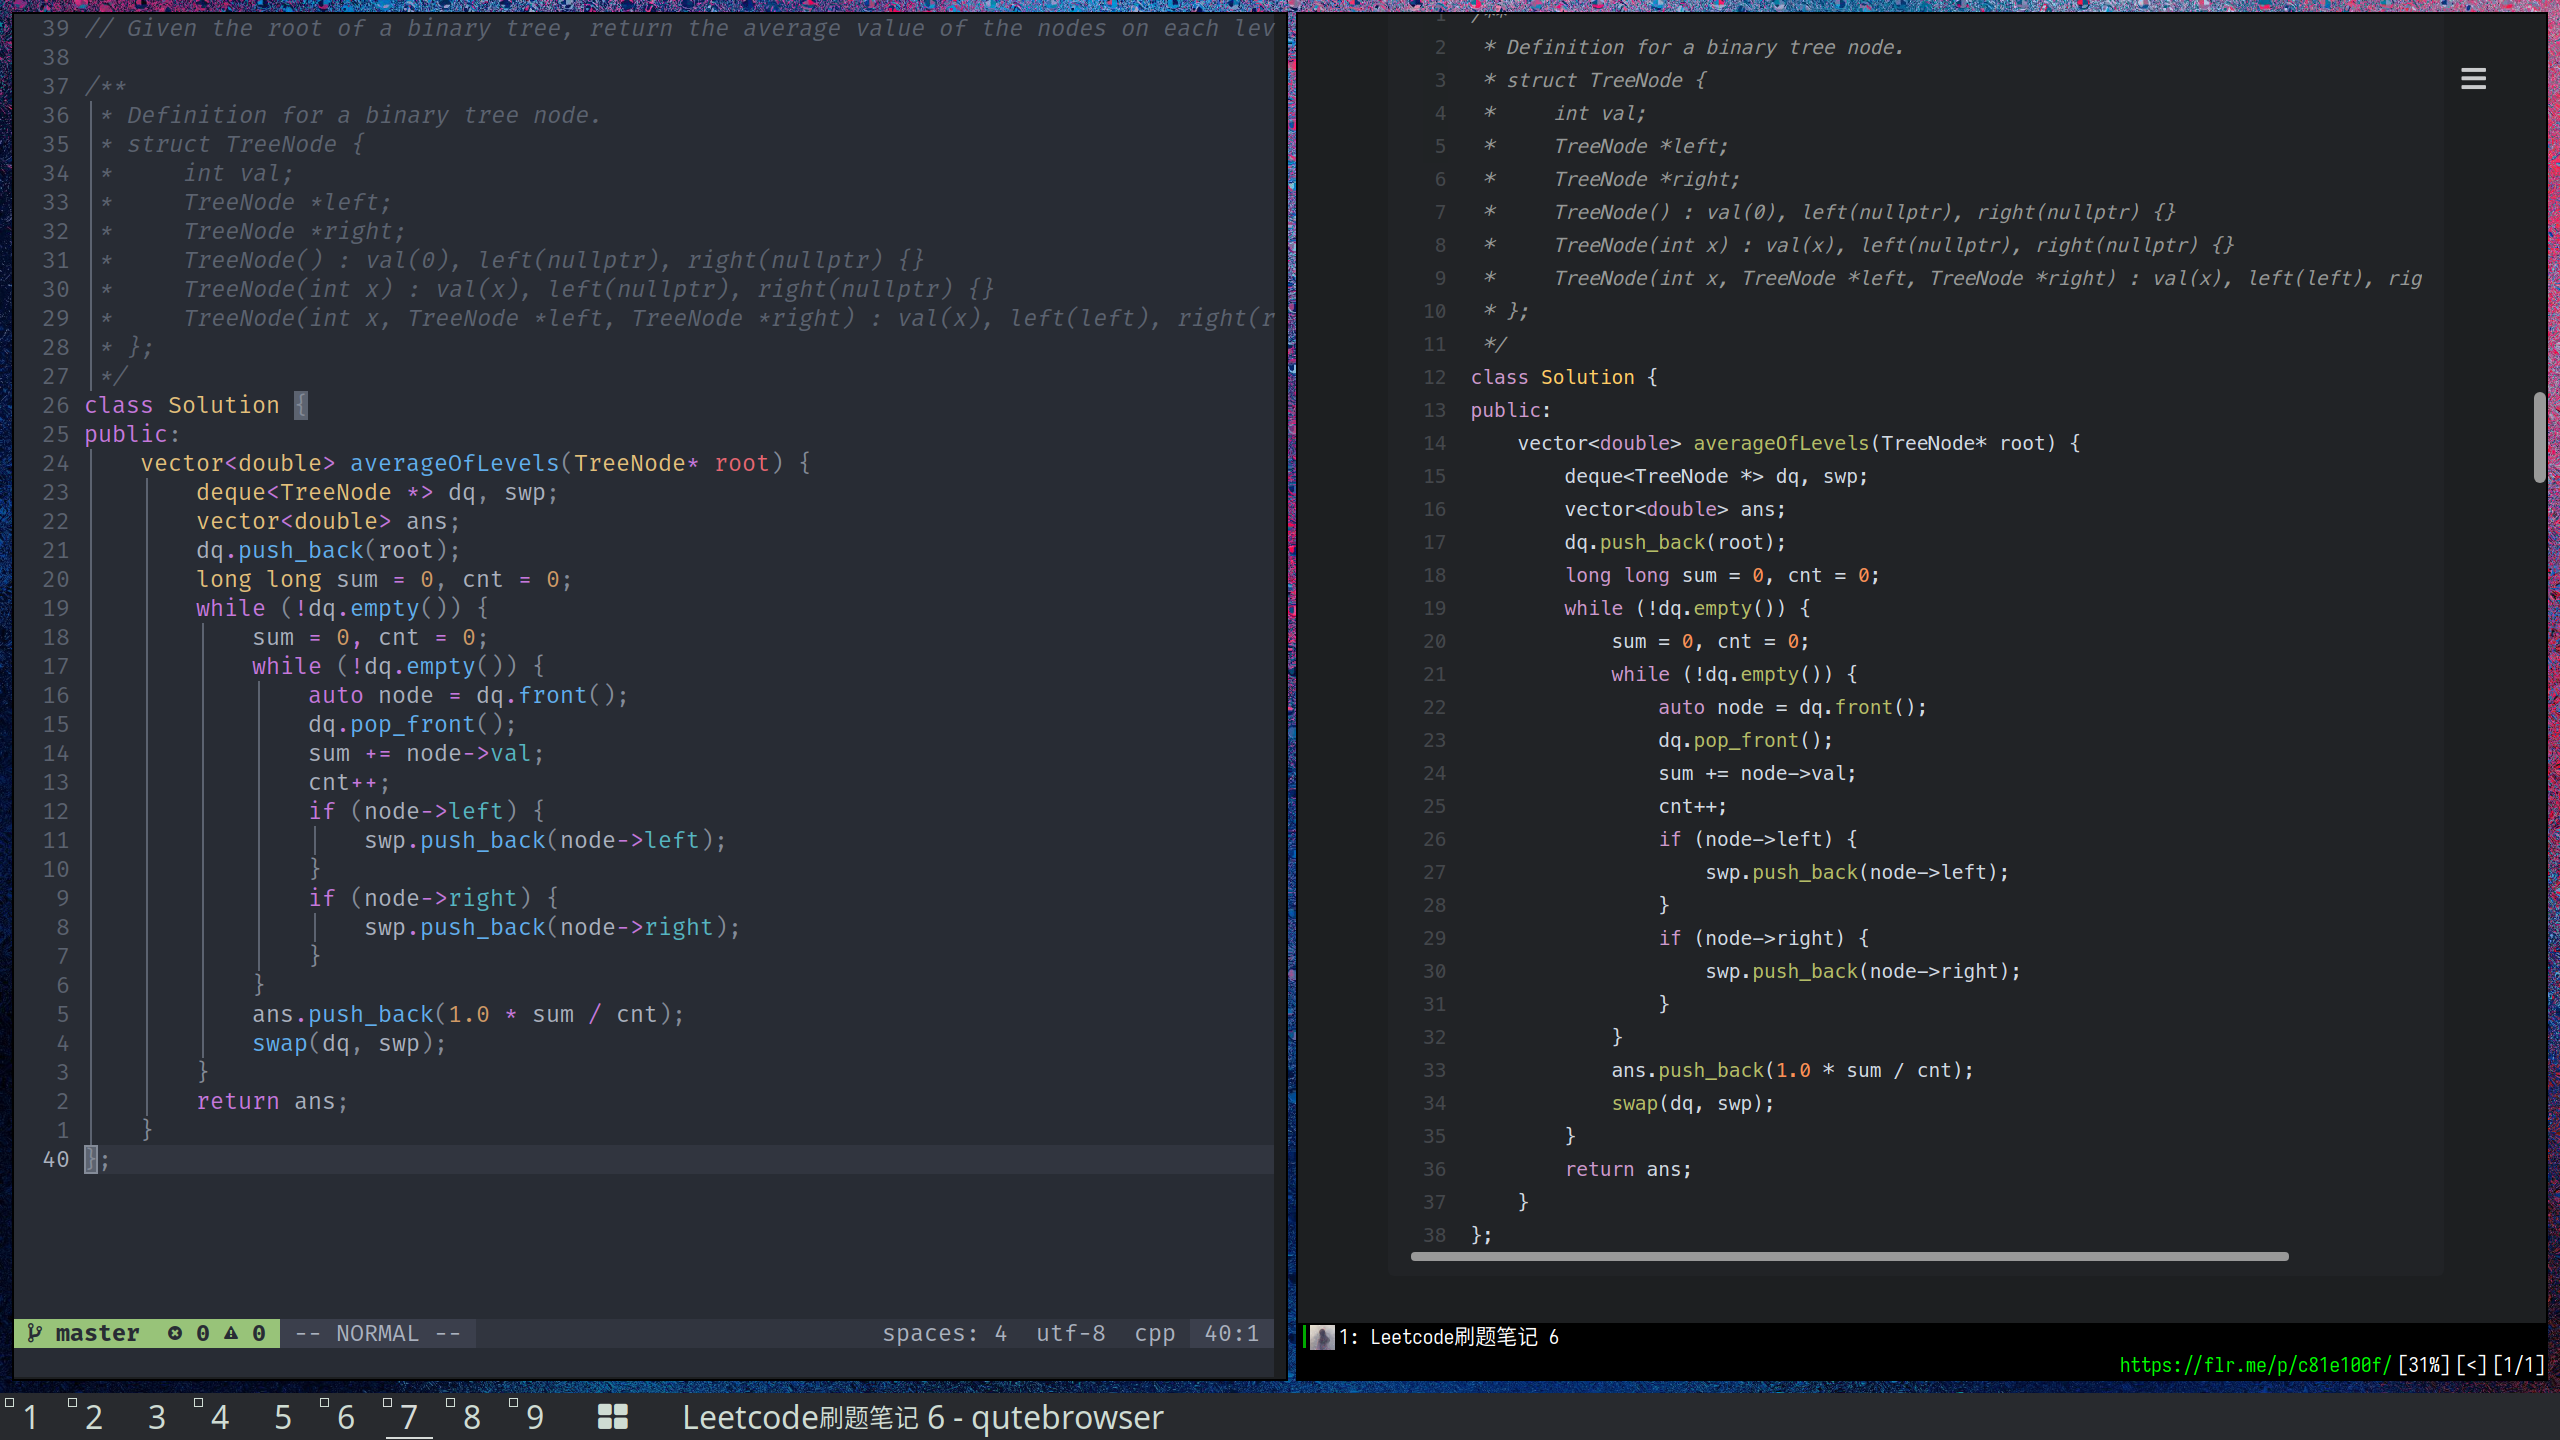 39 // Given the root of a binary tree, return the average value of the nodes on each lev
38
37 /**
36  * Definition for a binary tree node.
35  * struct TreeNode {
34  *     int val;
33  *     TreeNode *left;
32  *     TreeNode *right;
31  *     TreeNode() : val(0), left(nullptr), right(nullptr) {}
30  *     TreeNode(int x) : val(x), left(nullptr), right(nullptr) {}
29  *     TreeNode(int x, TreeNode *left, TreeNode *right) : val(x), left(left), right(r
28  * };
27  */
26 class Solution {
25 public:
24     vector<double> averageOfLevels(TreeNode* root) {
23         deque<TreeNode *> dq, swp;
22         vector<double> ans;
21         dq.push_back(root);
20         long long sum = 0, cnt = 0;
19         while (!dq.empty()) {
18             sum = 0, cnt = 0;
17             while (!dq.empty()) {
16                 auto node = dq.front();
15                 dq.pop_front();
14                 sum += node->val;
13                 cnt++;
12                 if (node->left) {
11                     swp.push_back(node->left);
10                 }
9                 if (node->right) {
8                     swp.push_back(node->right);
7                 }
6             }
5             ans.push_back(1.0 * sum / cnt);
4             swap(dq, swp);
3         }
2         return ans;
1     }
40 };
master 0 0 -- NORMAL -- spaces: 4 utf-8 cpp 40:1
1 /**
2  * Definition for a binary tree node.
3  * struct TreeNode {
4  *     int val;
5  *     TreeNode *left;
6  *     TreeNode *right;
7  *     TreeNode() : val(0), left(nullptr), right(nullptr) {}
8  *     TreeNode(int x) : val(x), left(nullptr), right(nullptr) {}
9  *     TreeNode(int x, TreeNode *left, TreeNode *right) : val(x), left(left), rig
10  * };
11  */
12 class Solution {
13 public:
14     vector<double> averageOfLevels(TreeNode* root) {
15         deque<TreeNode *> dq, swp;
16         vector<double> ans;
17         dq.push_back(root);
18         long long sum = 0, cnt = 0;
19         while (!dq.empty()) {
20             sum = 0, cnt = 0;
21             while (!dq.empty()) {
22                 auto node = dq.front();
23                 dq.pop_front();
24                 sum += node->val;
25                 cnt++;
26                 if (node->left) {
27                     swp.push_back(node->left);
28                 }
29                 if (node->right) {
30                     swp.push_back(node->right);
31                 }
32             }
33             ans.push_back(1.0 * sum / cnt);
34             swap(dq, swp);
35         }
36         return ans;
37     }
38 };
1: Leetcode刷题笔记 6
https://flr.me/p/c81e100f/ [31%] [<] [1/1]
1 2 3 4 5 6 7 8 9 Leetcode刷题笔记 6 - qutebrowser